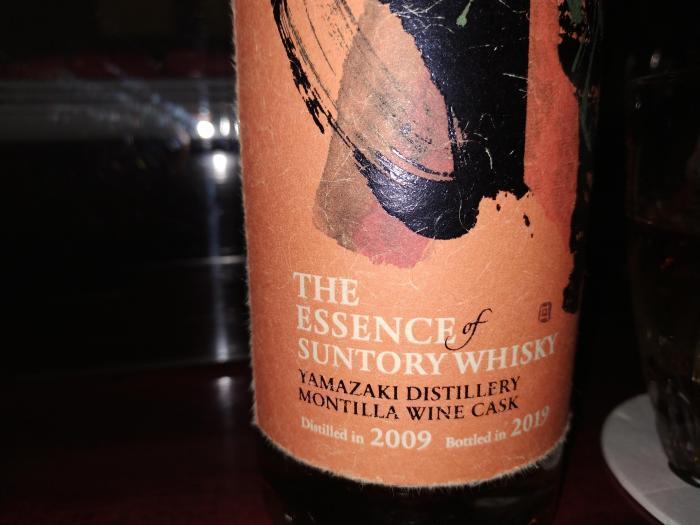 THE
ESSENCE of
SUNTORY WHISKY
YAMAZAKI DISTILLERY
MONTILLA WINE CASK
Distilled in 2009 Bottled in 2019